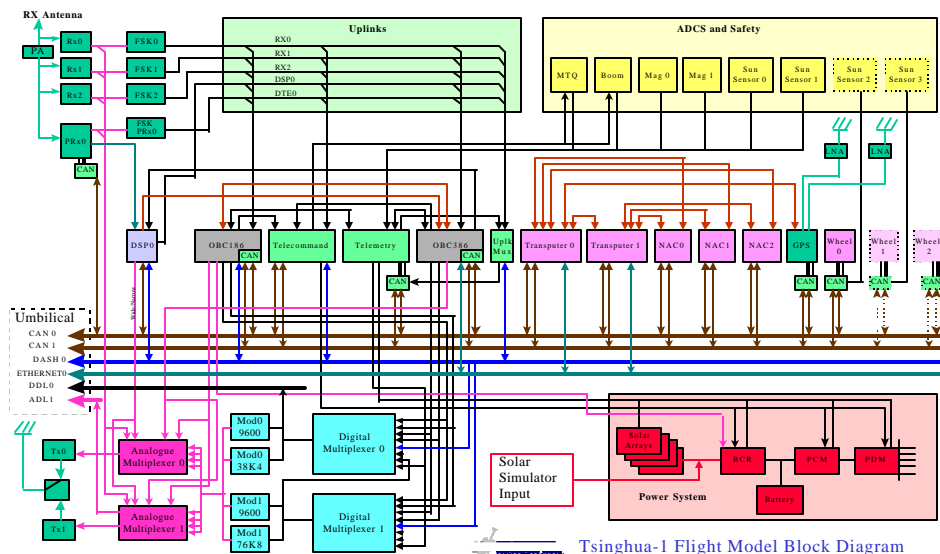 RX Antenna
PA
Rx0
FSK0
Rx1
FSK1
Rx2
FSK2
PRx0
FSK
PRx0
CAN
Uplinks
RX0
RX1
RX2
DSP0
DTE0
ADCS and Safety
MTQ
Boom
Mag 0
Mag 1
Sun
Sensor 0
Sun
Sensor 1
Sun
Sensor 2
Sun
Sensor 3
LNA
LNA
DSP0
OBC186
CAN
Telecommand
Telemetry
CAN
OBC386
CAN
Uplk
Mux
Transputer 0
Transputer 1
NAC0
NAC1
NAC2
GPS
CAN
Wheel
0
CAN
Wheel
1
CAN
Wheel
2
CAN
Umbilical
CAN 0
CAN 1
DASH 0
ETHERNET0
DDL0
ADL1
Tx0
Tx1
Analogue
Multiplexer 0
Analogue
Multiplexer 1
Mod0
9600
Mod0
38K4
Mod1
9600
Mod1
76K8
Digital
Multiplexer 0
Digital
Multiplexer 1
Solar
Simulator
Input
Solar
Arrays
BCR
PCM
PDM
Battery
Power System
Tsinghua-1 Flight Model Block Diagram